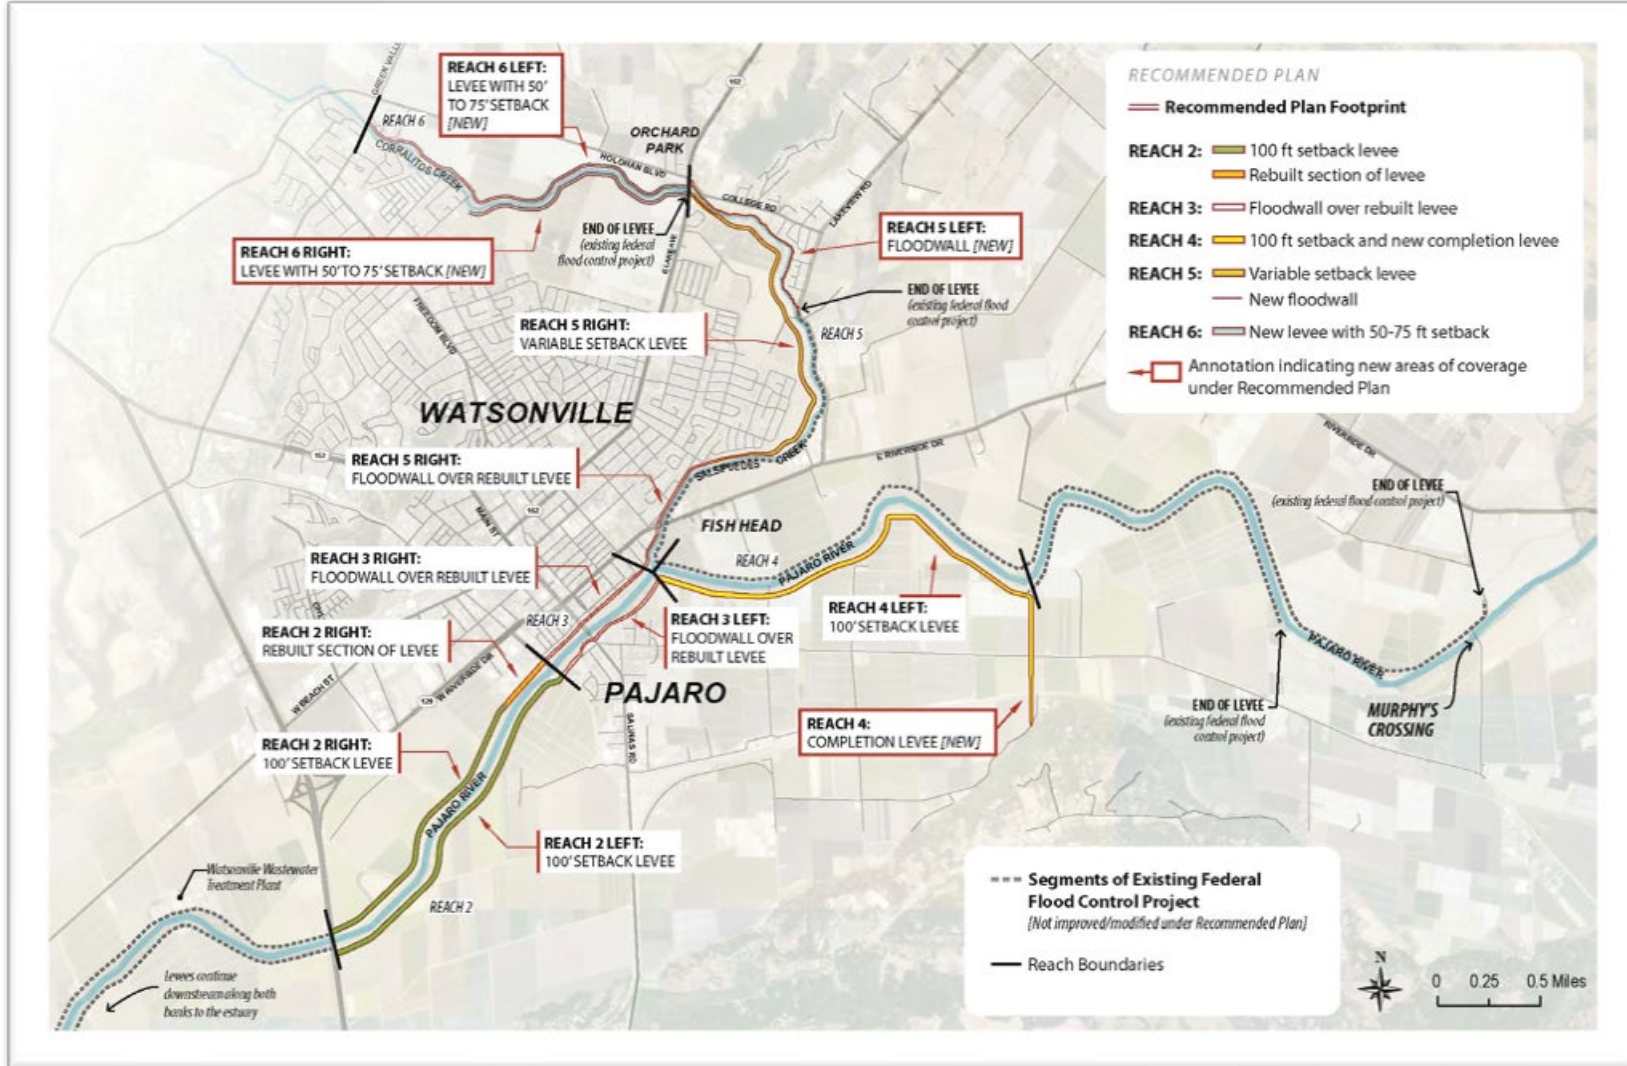 REACH 6 LEFT:
LEVEE WITH 50'
TO 75' SETBACK
[NEW]
REACH 6
CORRALITOS CREEK
ORCHARD
PARK
152
HOLOHAN BLVD
COLLEGE RD
LAKEVIEW RD
END OF LEVEE
(existing federal
flood control project)
REACH 5 LEFT:
FLOODWALL [NEW]
REACH 6 RIGHT:
LEVEE WITH 50' TO 75' SETBACK [NEW]
END OF LEVEE
(existing federal flood
control project)
FREEDOM BLVD
REACH 5 RIGHT:
VARIABLE SETBACK LEVEE
REACH 5
WATSONVILLE
152
REACH 5 RIGHT:
FLOODWALL OVER REBUILT LEVEE
SALSIPUEDES CREEK
E RIVERSIDE DR
RIVERSIDE DR
152
MAIN ST
FISH HEAD
END OF LEVEE
(existing federal flood control project)
REACH 3 RIGHT:
FLOODWALL OVER REBUILT LEVEE
REACH 4
PAJARO RIVER
REACH 4 LEFT:
100' SETBACK LEVEE
REACH 3
REACH 3 LEFT:
FLOODWALL OVER
REBUILT LEVEE
REACH 2 RIGHT:
REBUILT SECTION OF LEVEE
W BEACH ST
129
W RIVERSIDE DR
PAJARO
SALINAS RD
PAJARO RIVER
REACH 4:
COMPLETION LEVEE [NEW]
END OF LEVEE
(existing federal flood
control project)
MURPHY'S
CROSSING
REACH 2 RIGHT:
100' SETBACK LEVEE
PAJARO RIVER
REACH 2 LEFT:
100' SETBACK LEVEE
Watsonville Wastewater
Treatment Plant
REACH 2
Levees continue
downstream along both
banks to the estuary
RECOMMENDED PLAN
Recommended Plan Footprint
REACH 2: 100 ft setback levee
Rebuilt section of levee
REACH 3: Floodwall over rebuilt levee
REACH 4: 100 ft setback and new completion levee
REACH 5: Variable setback levee
New floodwall
REACH 6: New levee with 50-75 ft setback
Annotation indicating new areas of coverage
under Recommended Plan
Segments of Existing Federal
Flood Control Project
[Not improved/modified under Recommended Plan]
Reach Boundaries
N
0 0.25 0.5 Miles